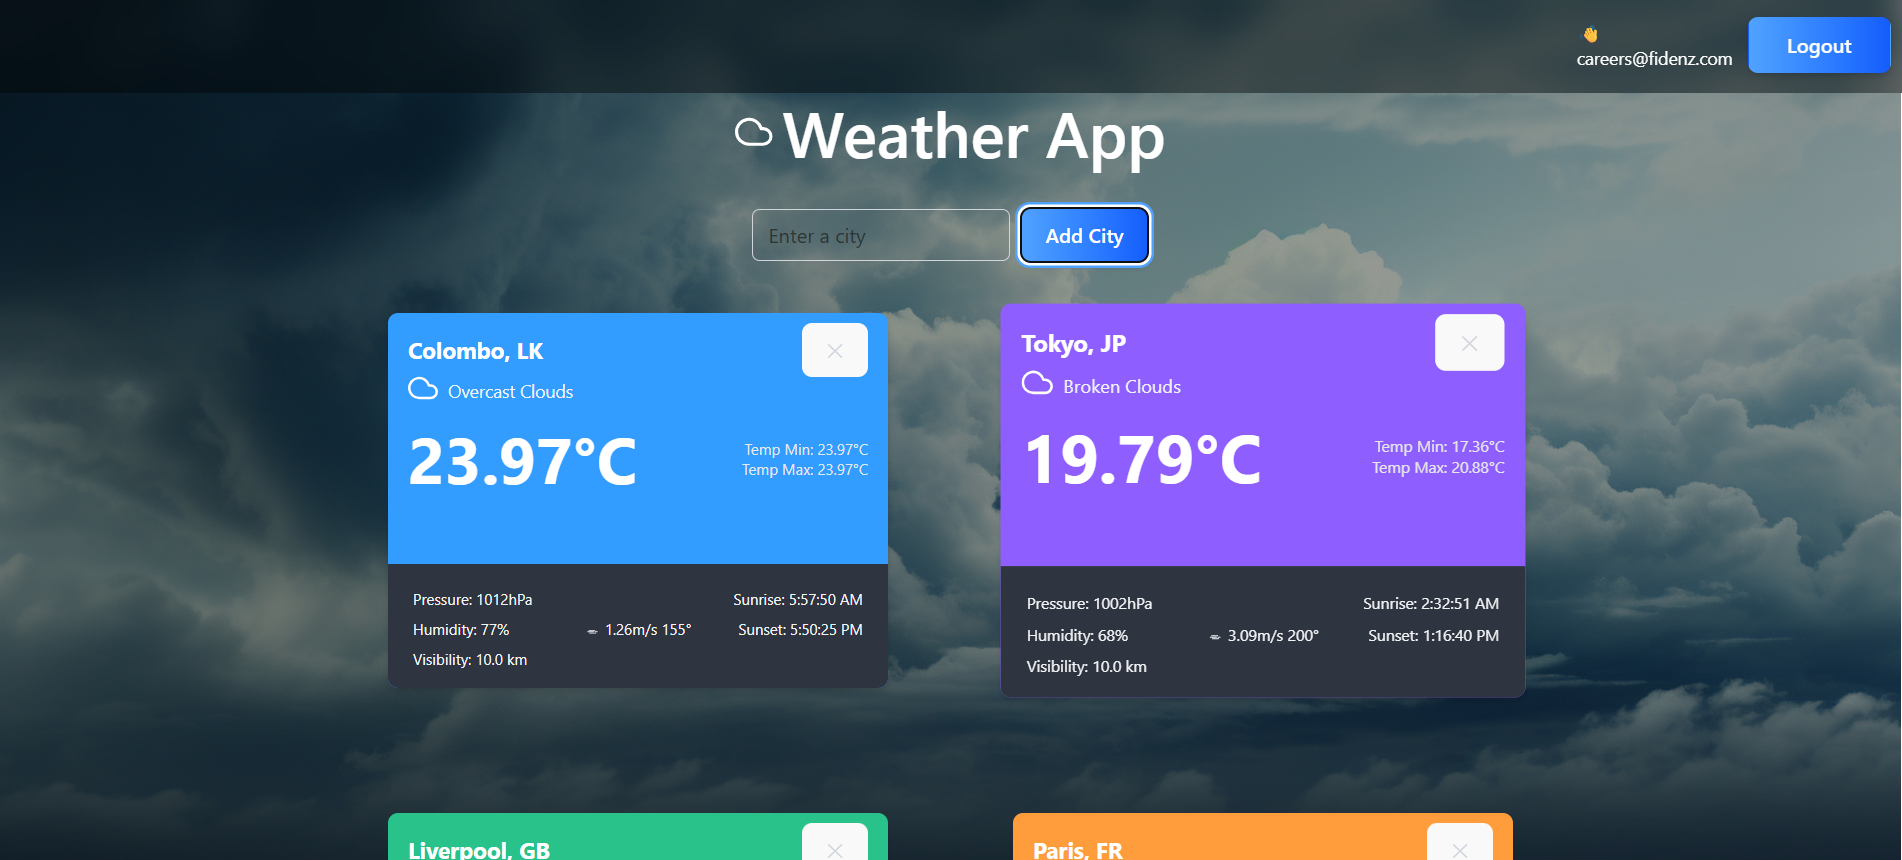 careers@fidenz.com
Logout
Weather App
Enter a city
Add City
Colombo, LK
Overcast Clouds
23.97°C
Temp Min: 23.97°C
Temp Max: 23.97°C
Pressure: 1012hPa
Humidity: 77%
Visibility: 10.0 km
1.26m/s 155°
Sunrise: 5:57:50 AM
Sunset: 5:50:25 PM
Tokyo, JP
Broken Clouds
19.79°C
Temp Min: 17.36°C
Temp Max: 20.88°C
Pressure: 1002hPa
Humidity: 68%
Visibility: 10.0 km
3.09m/s 200°
Sunrise: 2:32:51 AM
Sunset: 1:16:40 PM
Liverpool, GB
Paris, FR